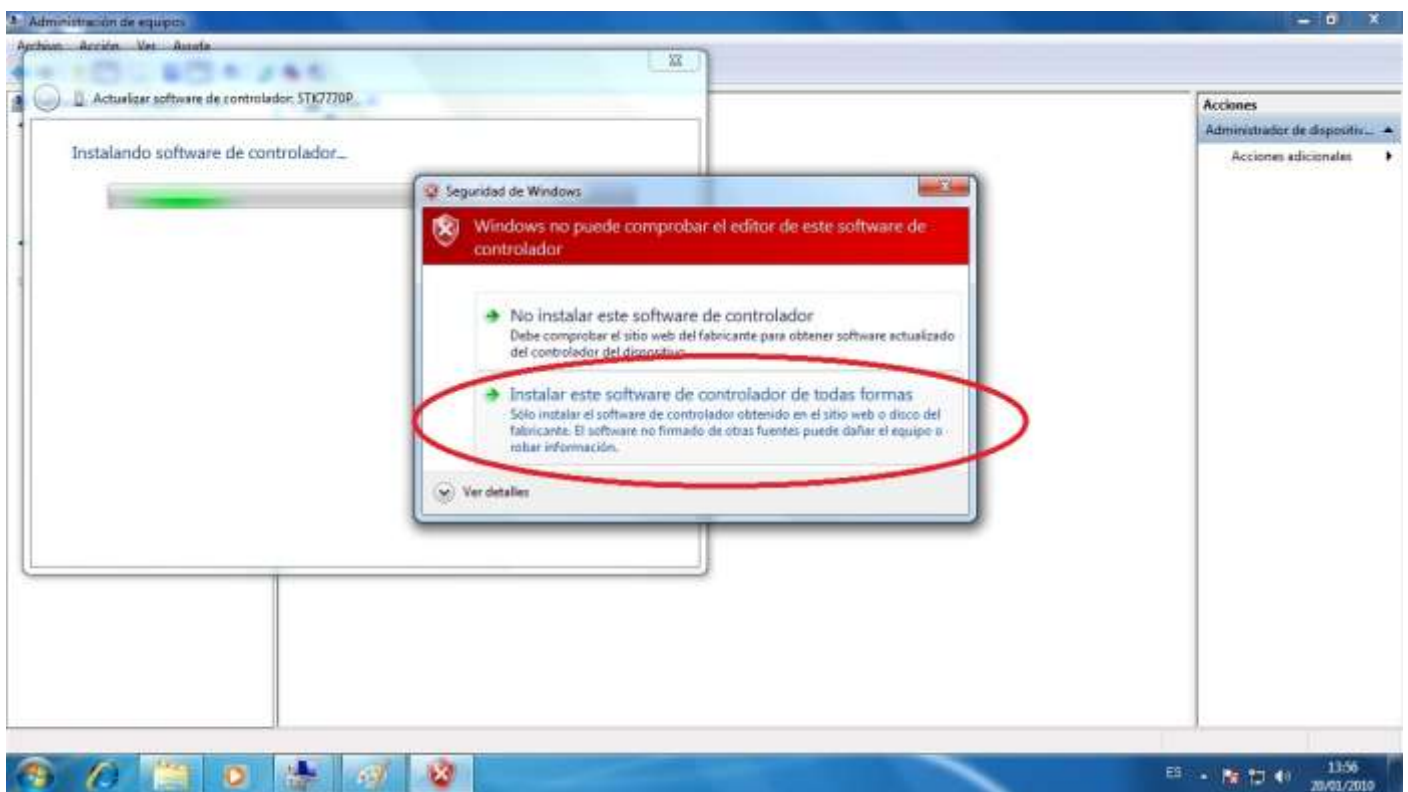 Administración de equipos
Archivo Acción Ver Ayuda
Actualizar software de controlador: STK7770P
Instalando software de controlador...
Seguridad de Windows
Windows no puede comprobar el editor de este software de
controlador
No instalar este software de controlador
Debe comprobar el sitio web del fabricante para obtener software actualizado
del controlador del dispositivo.
Instalar este software de controlador de todas formas
Sólo instalar el software de controlador obtenido en el sitio web o disco del
fabricante. El software no firmado de otras fuentes puede dañar el equipo o
robar información.
Ver detalles
Acciones
Administrador de dispositiv...
Acciones adicionales
ES
13:56
20/01/2010